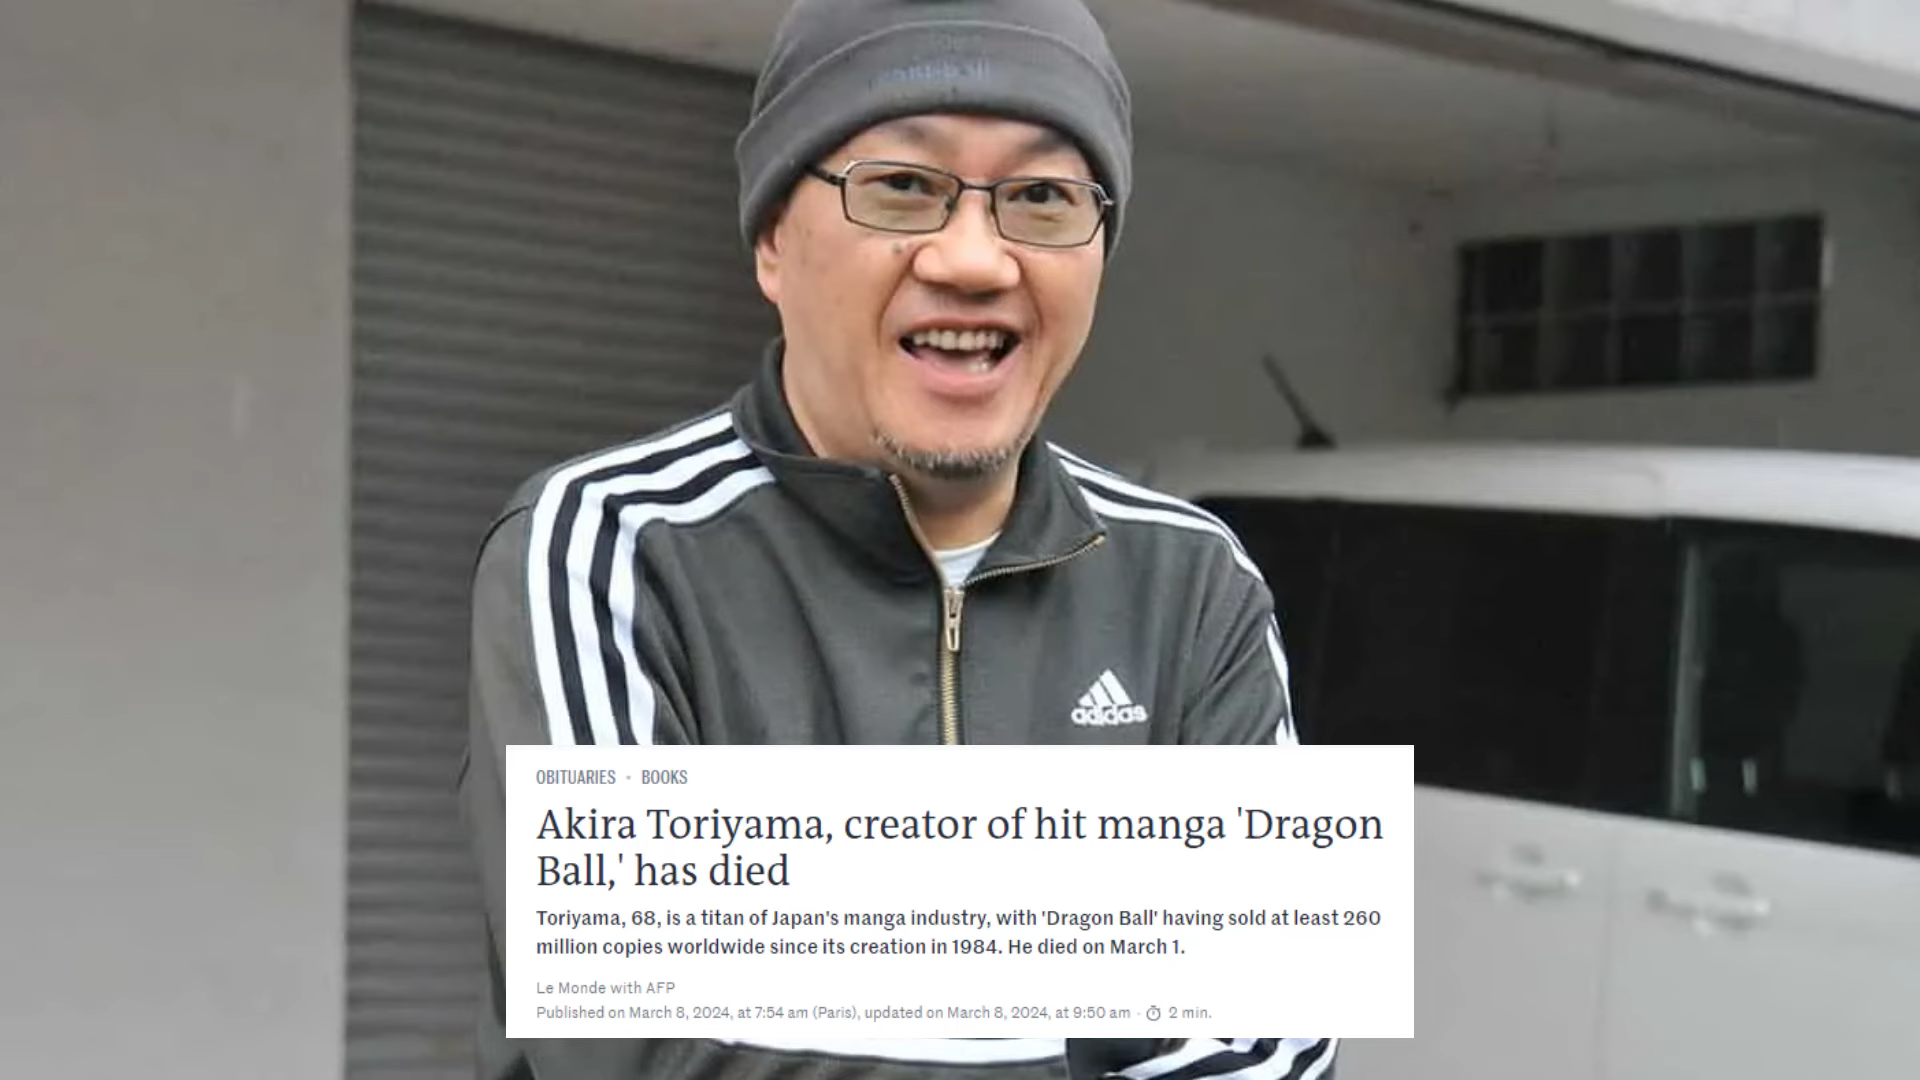 adidas
OBITUARIES • BOOKS
Akira Toriyama, creator of hit manga 'Dragon
Ball,' has died
Toriyama, 68, is a titan of Japan's manga industry, with 'Dragon Ball' having sold at least 260
million copies worldwide since its creation in 1984. He died on March 1.
Le Monde with AFP
Published on March 8, 2024, at 7:54 am (Paris), updated on March 8, 2024, at 9:50 am · 2 min.